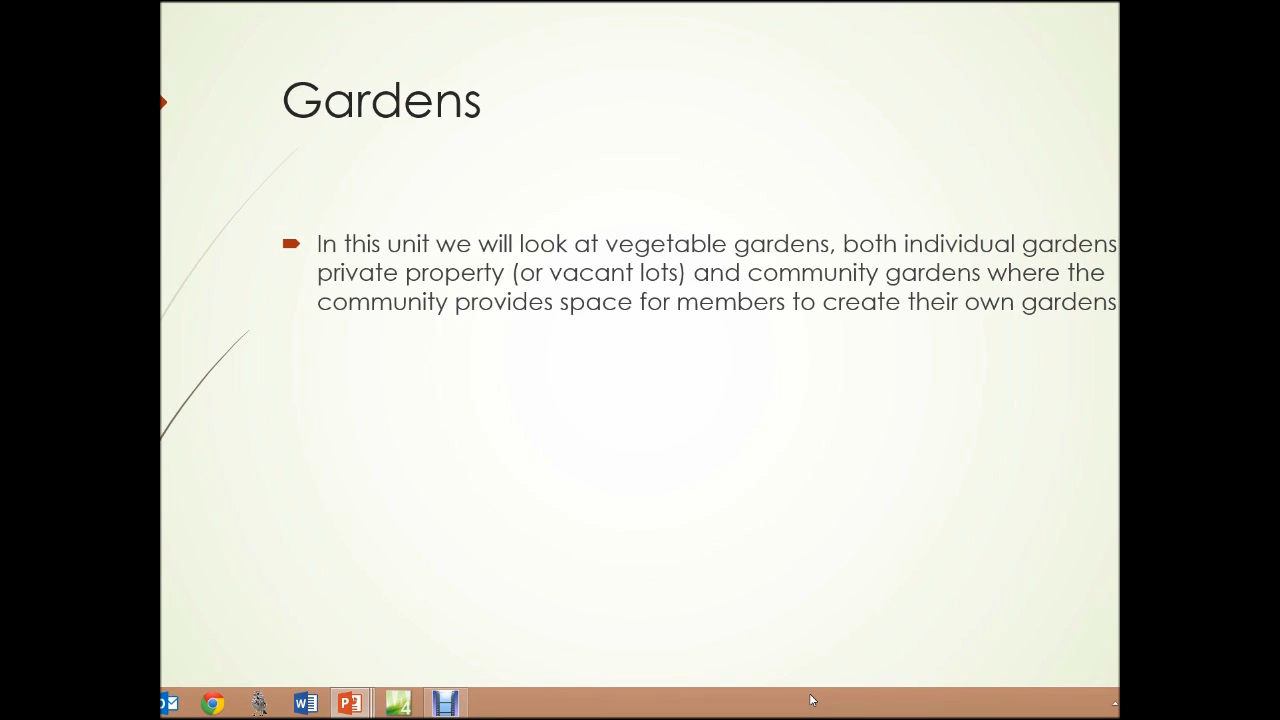 Gardens
In this unit we will look at vegetable gardens, both individual gardens
private property (or vacant lots) and community gardens where the
community provides space for members to create their own gardens